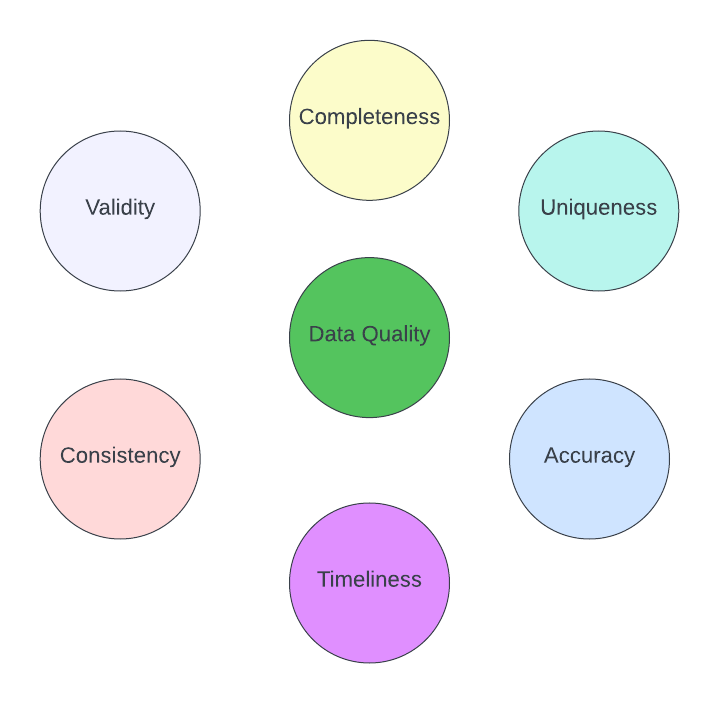 Completeness
Validity
Uniqueness
Data Quality
Consistency
Accuracy
Timeliness